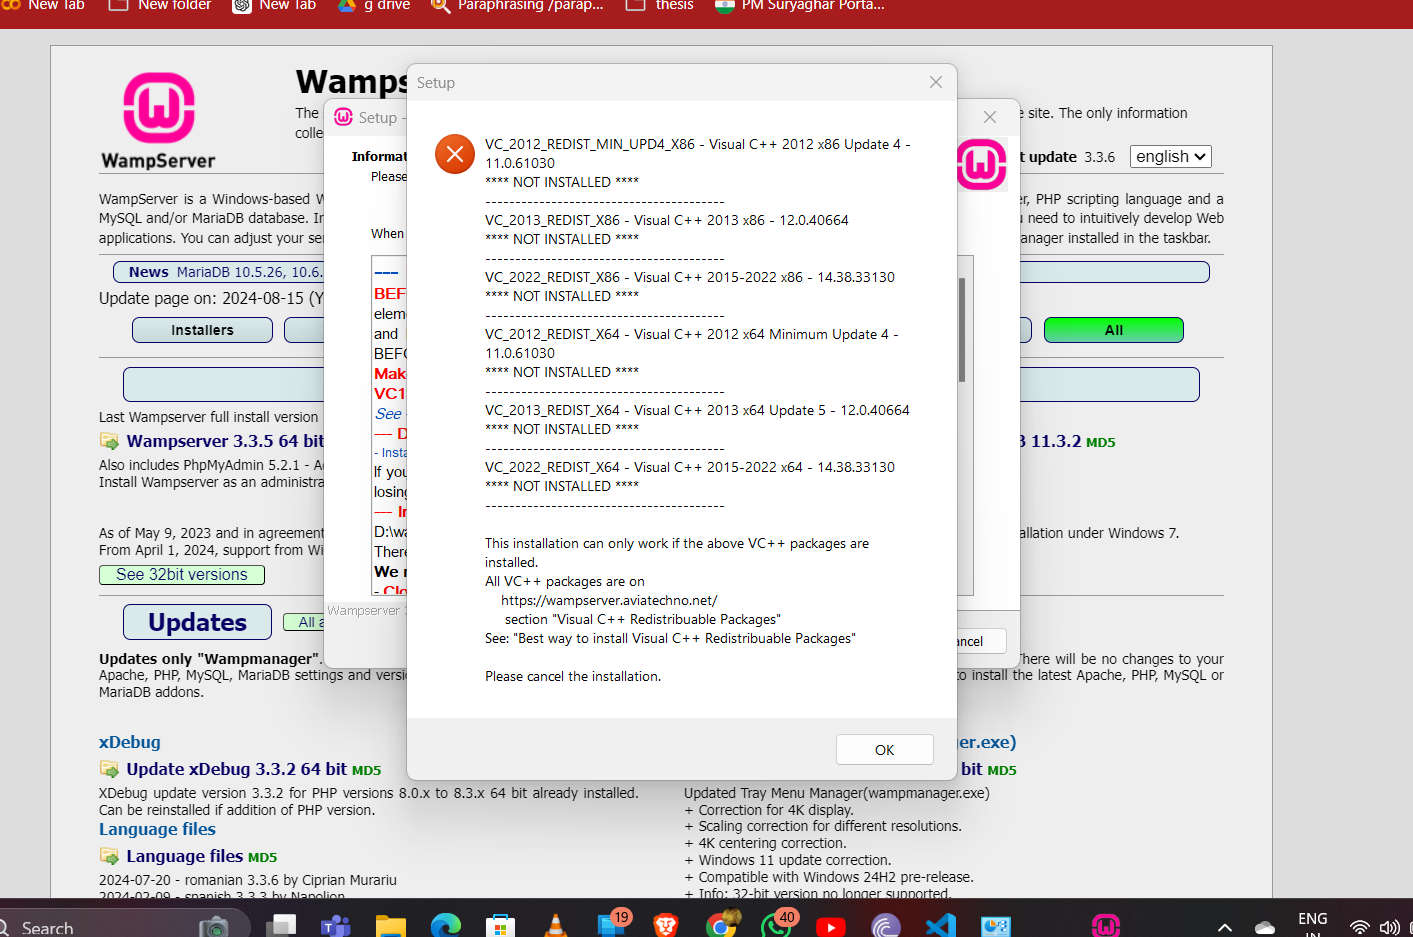 New Tab
New folder
New Tab
g drive
Paraphrasing /parap...
thesis
PM Suryaghar Porta...
WampServer
Wamps
The
colle
e site. The only information
t update 3.3.6 english
WampServer is a Windows-based W
MySQL and/or MariaDB database. In
applications. You can adjust your ser
r, PHP scripting language and a
u need to intuitively develop Web
anager installed in the taskbar.
News MariaDB 10.5.26, 10.6.
Update page on: 2024-08-15 (Y
Installers
All
Last Wampserver full install version
Wampserver 3.3.5 64 bit
3 11.3.2 MD5
Also includes PhpMyAdmin 5.2.1 - A
Install Wampserver as an administra
As of May 9, 2023 and in agreement
allation under Windows 7.
From April 1, 2024, support from Wi
See 32bit versions
Updates
All a
Updates only "Wampmanager".
Apache, PHP, MySQL, MariaDB settings and versi
MariaDB addons.
here will be no changes to your
o install the latest Apache, PHP, MySQL or
xDebug
er.exe)
Update xDebug 3.3.2 64 bit MD5
bit MD5
XDebug update version 3.3.2 for PHP versions 8.0.x to 8.3.x 64 bit already installed.
Can be reinstalled if addition of PHP version.
Language files
Language files MD5
2024-07-20 - romanian 3.3.6 by Ciprian Murariu
2024-02-09 - spanish 3.3.3 by Napolion
Updated Tray Menu Manager(wampmanager.exe)
+ Correction for 4K display.
+ Scaling correction for different resolutions.
+ 4K centering correction.
+ Windows 11 update correction.
+ Compatible with Windows 24H2 pre-release.
+ Info: 32-bit version no longer supported.
Setup -
Informat
Please
When
---
BEF
elem
and
BEFO
Mak
VC1
See
--- D
- Insta
If you
losing
--- In
D:\wa
There
We r
- Clo
Wampserver 3
ancel
Setup
VC_2012_REDIST_MIN_UPD4_X86 - Visual C++ 2012 x86 Update 4 -
11.0.61030
**** NOT INSTALLED ****
----------------------------------------
VC_2013_REDIST_X86 - Visual C++ 2013 x86 - 12.0.40664
**** NOT INSTALLED ****
----------------------------------------
VC_2022_REDIST_X86 - Visual C++ 2015-2022 x86 - 14.38.33130
**** NOT INSTALLED ****
----------------------------------------
VC_2012_REDIST_X64 - Visual C++ 2012 x64 Minimum Update 4 -
11.0.61030
**** NOT INSTALLED ****
----------------------------------------
VC_2013_REDIST_X64 - Visual C++ 2013 x64 Update 5 - 12.0.40664
**** NOT INSTALLED ****
----------------------------------------
VC_2022_REDIST_X64 - Visual C++ 2015-2022 x64 - 14.38.33130
**** NOT INSTALLED ****
----------------------------------------
This installation can only work if the above VC++ packages are
installed.
All VC++ packages are on
https://wampserver.aviatechno.net/
section "Visual C++ Redistribuable Packages"
See: "Best way to install Visual C++ Redistribuable Packages"
Please cancel the installation.
OK
Search
19
40
ENG
IN